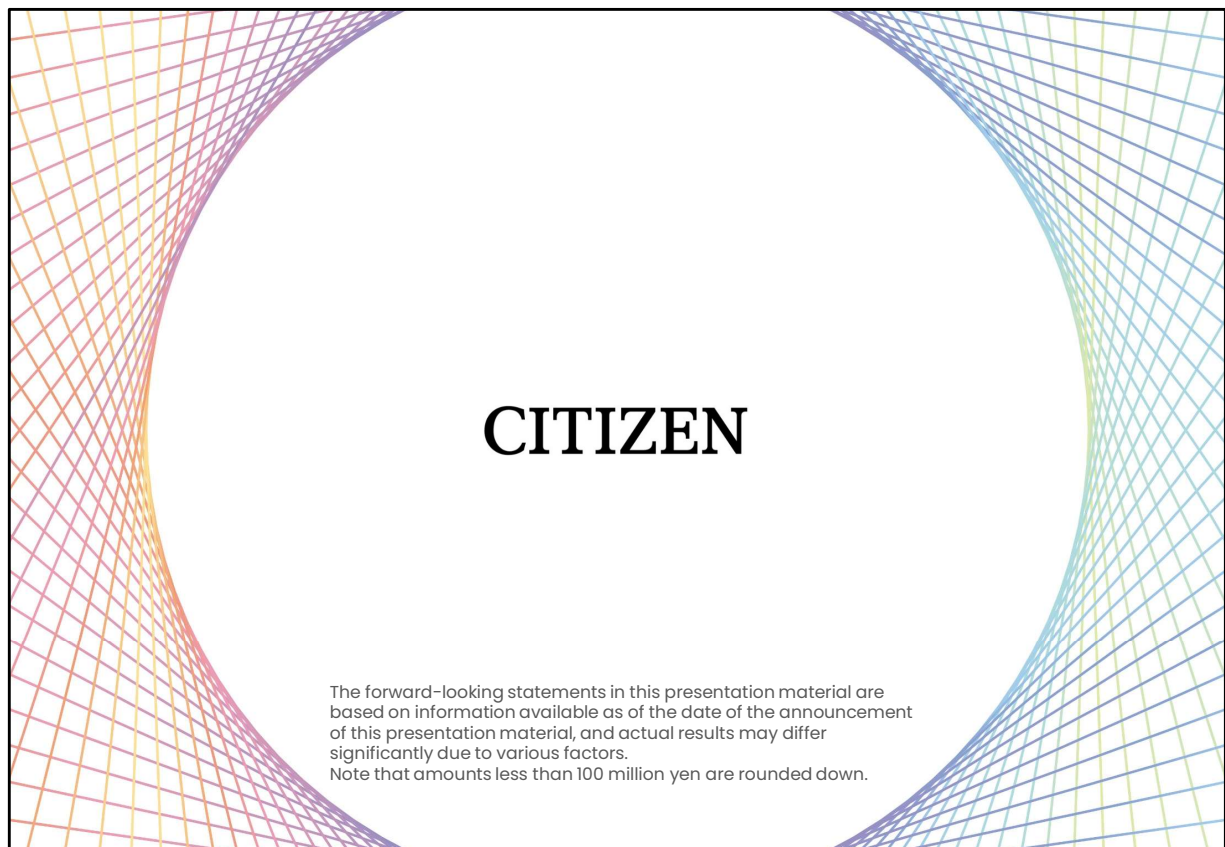 CITIZEN
The forward-looking statements in this presentation material are
based on information available as of the date of the announcement
of this presentation material, and actual results may differ
significantly due to various factors.
Note that amounts less than 100 million yen are rounded down.